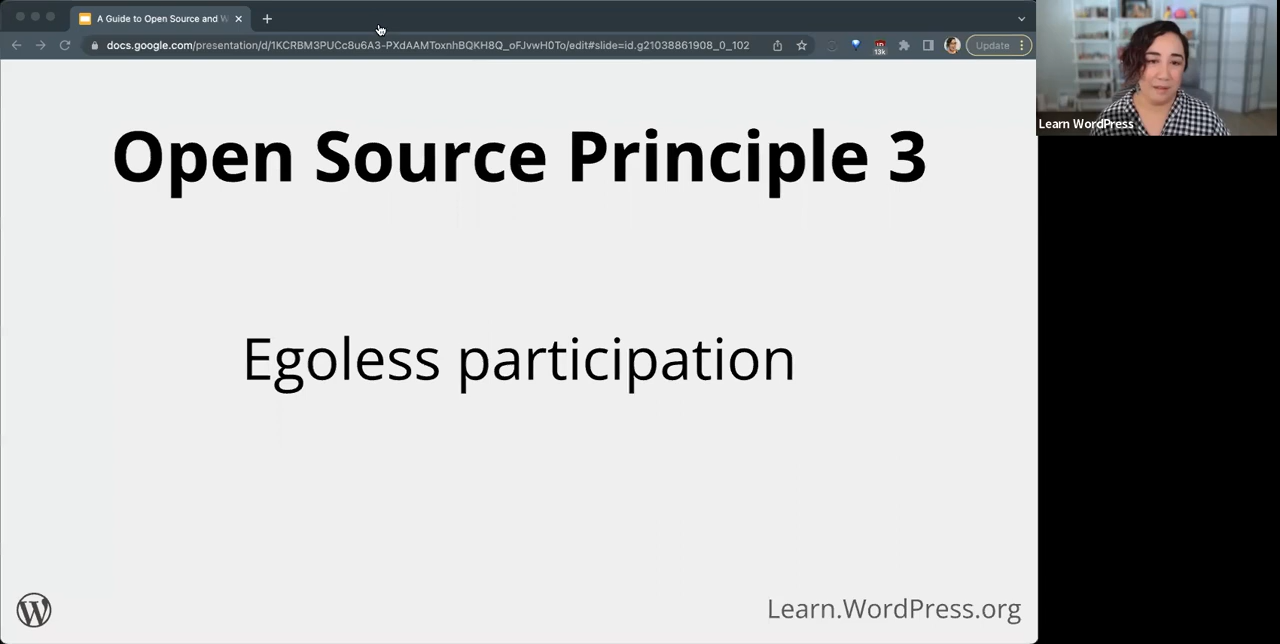 A Guide to Open Source and W
docs.google.com/presentation/d/1KCRBM3PUCc8u6A3-PXdAAMToxnhBQKH8Q_oFJvwH0To/edit#slide=id.g21038861908_0_102
13k
Update
Learn WordPress
Open Source Principle 3
Egoless participation
Learn.WordPress.org